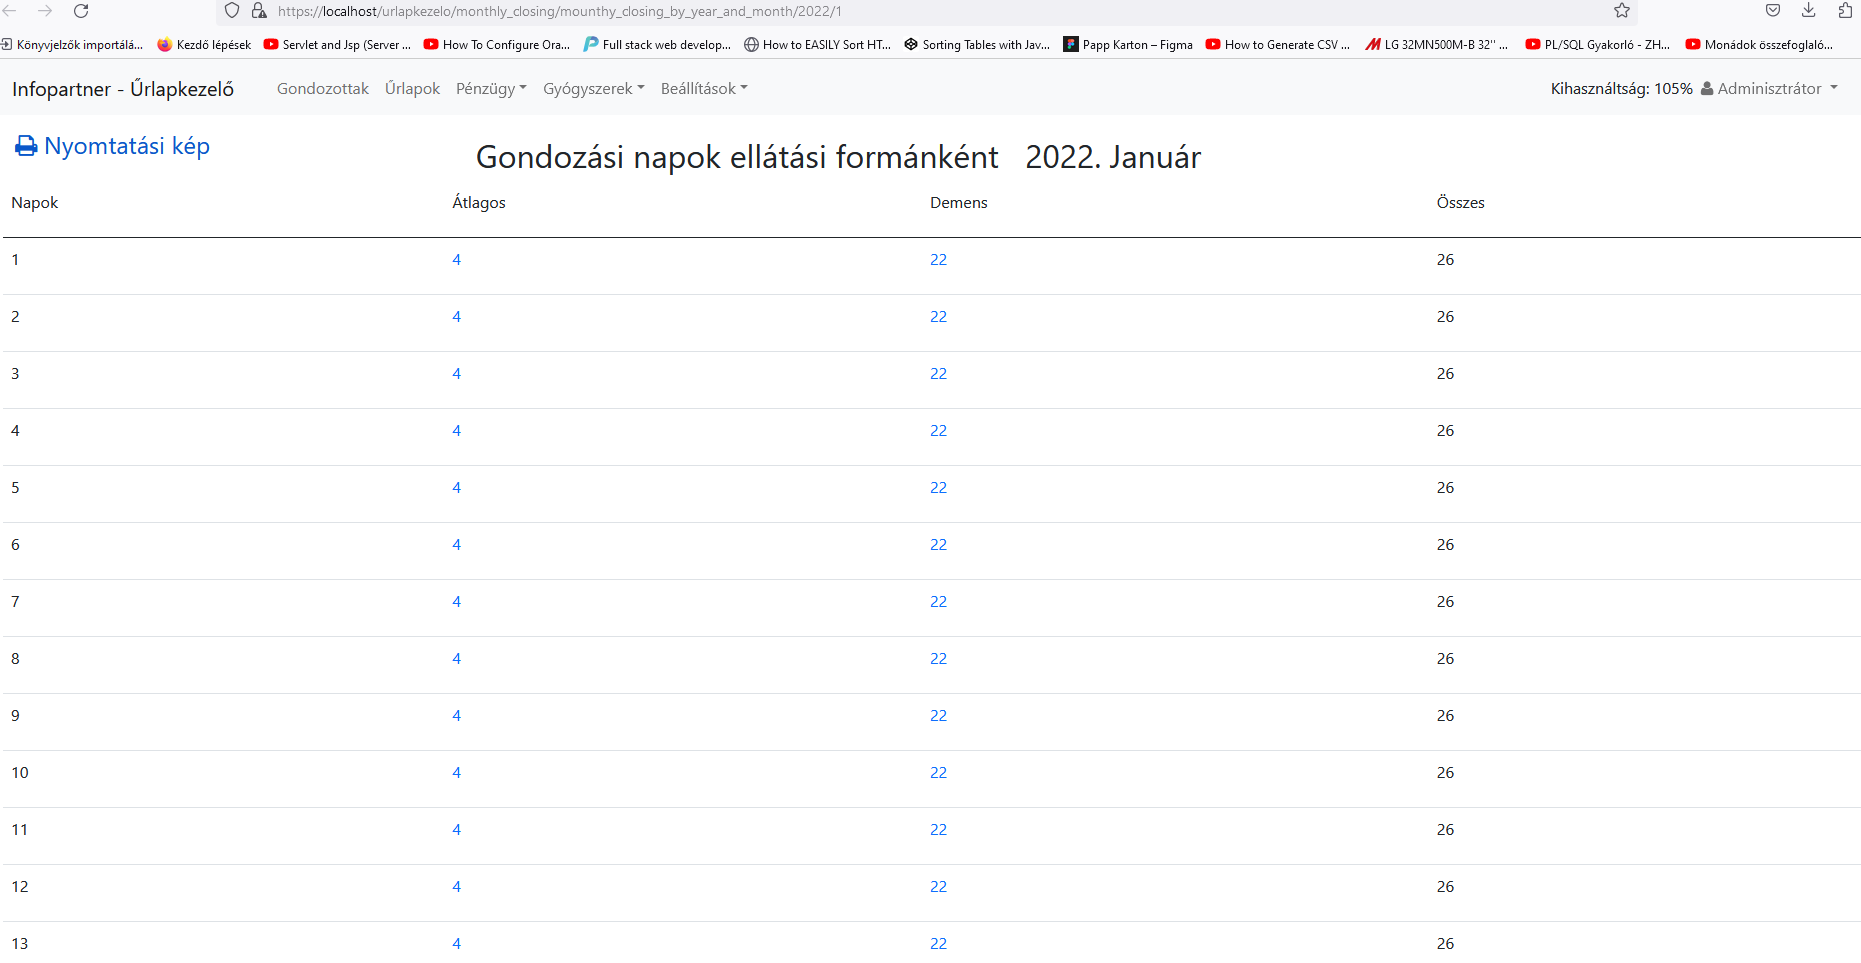 https://localhost/urlapkezelo/monthly_closing/mounthy_closing_by_year_and_month/2022/1
Könyvjelzők importálá... Kezdő lépések Servlet and Jsp (Server ... How To Configure Ora... Full stack web develop... How to EASILY Sort HT... Sorting Tables with Jav... Papp Karton – Figma How to Generate CSV ... LG 32MN500M-B 32'' ... PL/SQL Gyakorló - ZH... Monádok összefoglaló...
Infopartner - Űrlapkezelő Gondozottak Űrlapok Pénzügy Gyógyszerek Beállítások Kihasználtság: 105% Adminisztrátor
Nyomtatási kép
Gondozási napok ellátási formánként 2022. Január
Napok Átlagos Demens Összes
1 4 22 26
2 4 22 26
3 4 22 26
4 4 22 26
5 4 22 26
6 4 22 26
7 4 22 26
8 4 22 26
9 4 22 26
10 4 22 26
11 4 22 26
12 4 22 26
13 4 22 26